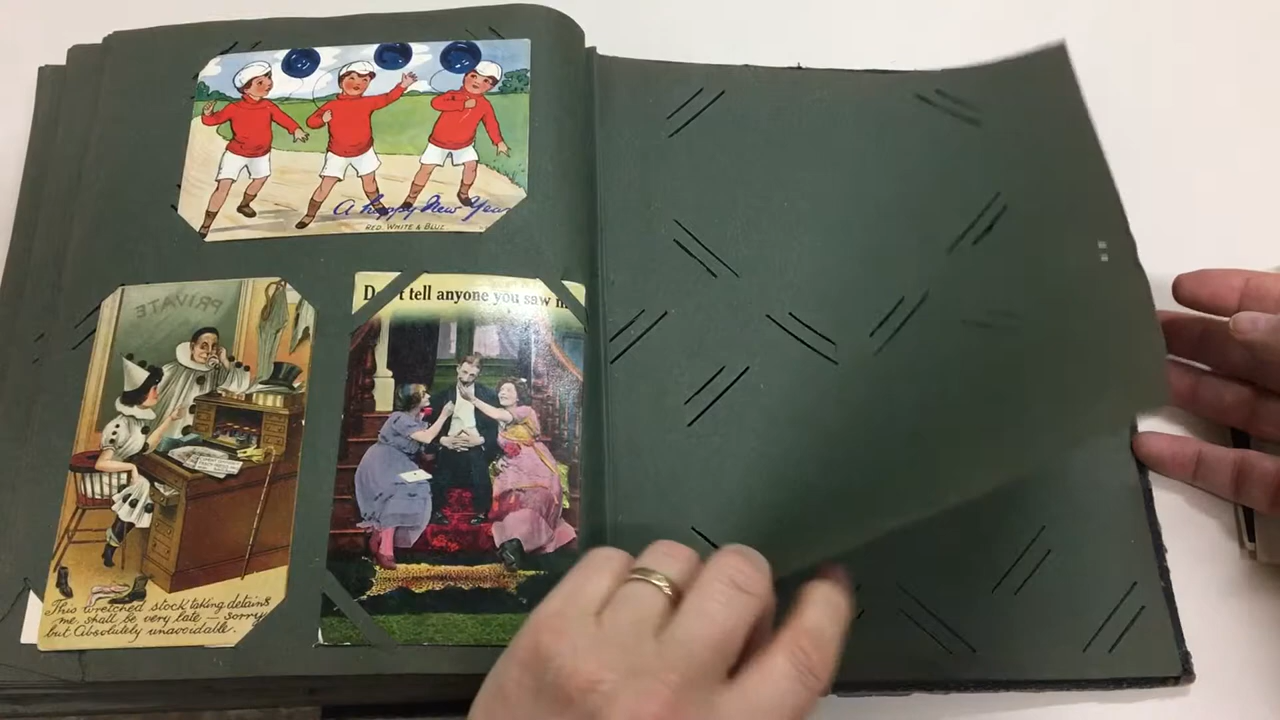 A happy New Year
RED, WHITE & BLUE
PRIVATE
tell anyone you saw
This wretched stock taking detains
me, shall be very late — sorry
but Absolutely unavoidable.